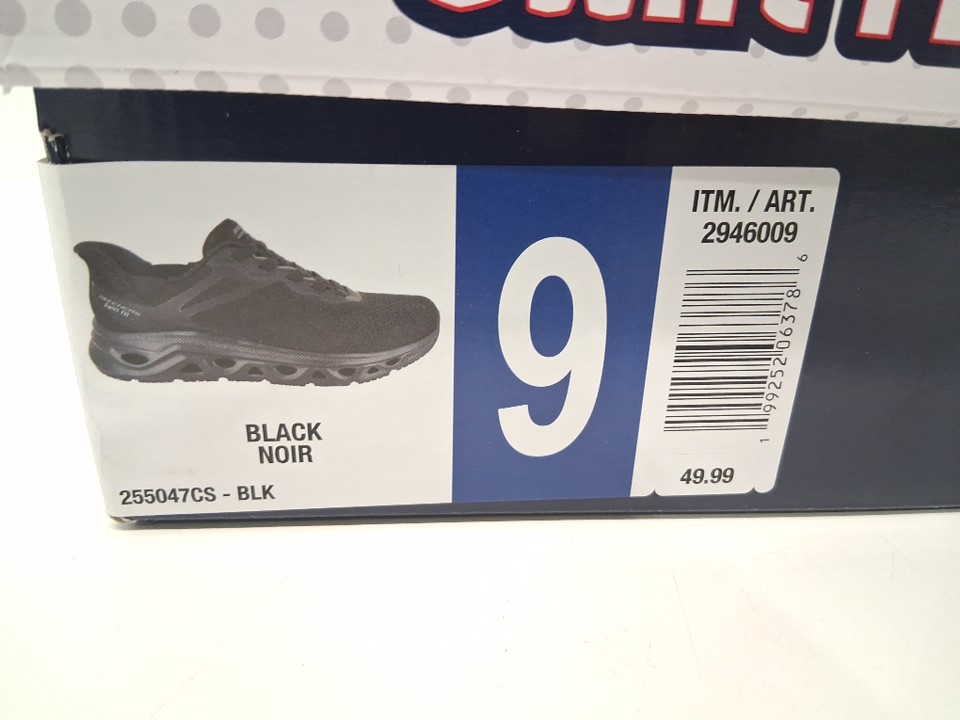 BLACK
NOIR
255047CS - BLK
9
ITM. / ART.
2946009
1 99252 06378 6
49.99